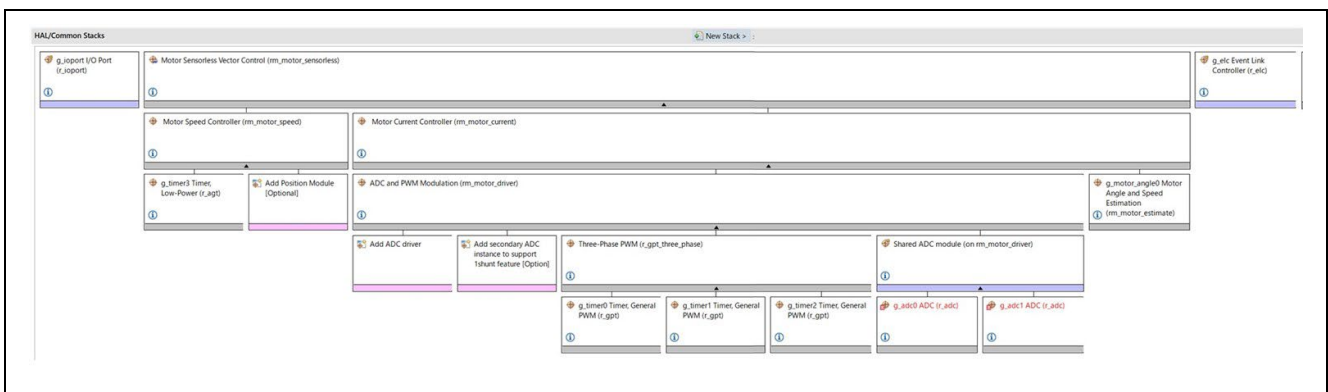 HAL/Common Stacks
New Stack >
g_ioport I/O Port
(r_ioport)
Motor Sensorless Vector Control (rm_motor_sensorless)
g_elc Event Link
Controller (r_elc)
Motor Speed Controller (rm_motor_speed)
Motor Current Controller (rm_motor_current)
g_timer3 Timer,
Low-Power (r_agt)
Add Position Module
[Optional]
ADC and PWM Modulation (rm_motor_driver)
g_motor_angle0 Motor
Angle and Speed
Estimation
(rm_motor_estimate)
Add ADC driver
Add secondary ADC
instance to support
1shunt feature [Option]
Three-Phase PWM (r_gpt_three_phase)
Shared ADC module (on rm_motor_driver)
g_timer0 Timer, General
PWM (r_gpt)
g_timer1 Timer, General
PWM (r_gpt)
g_timer2 Timer, General
PWM (r_gpt)
g_adc0 ADC (r_adc)
g_adc1 ADC (r_adc)